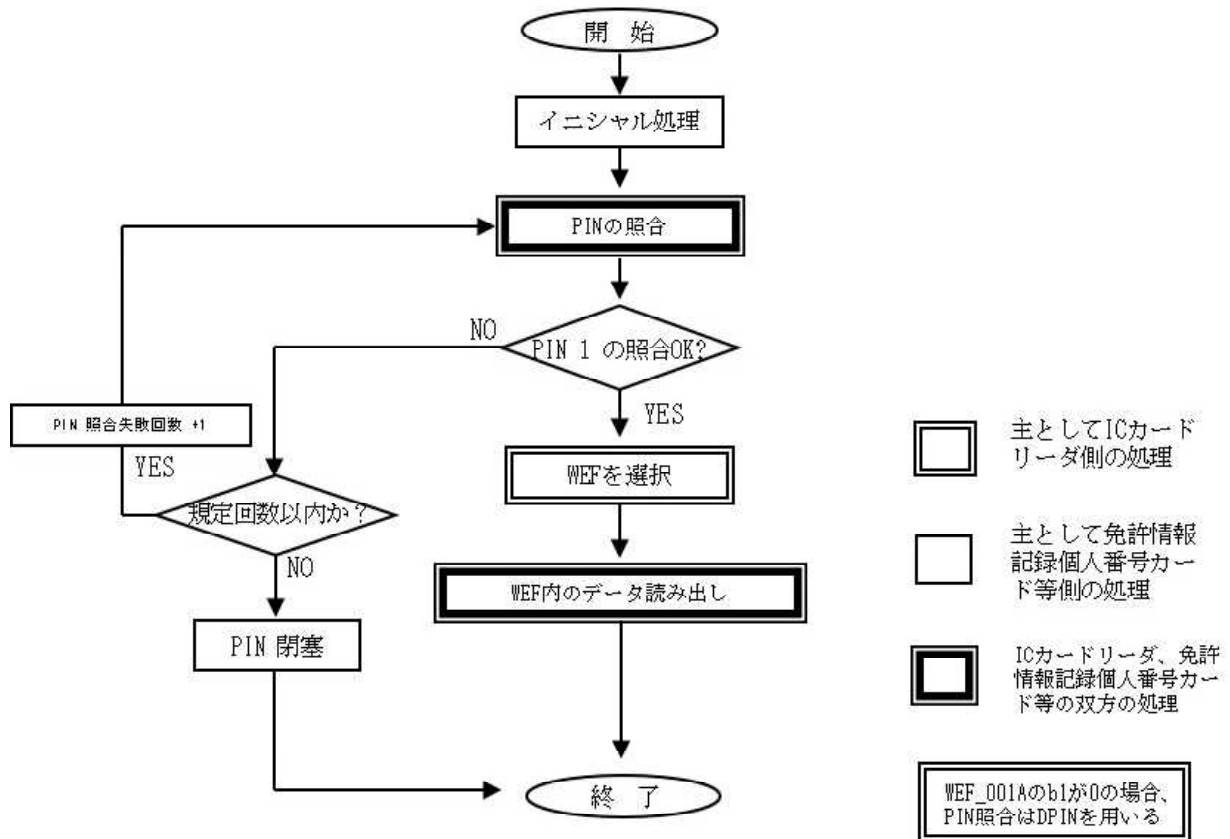 開 始
イニシャル処理
PINの照合
NO
PIN 1 の照合OK?
PIN 照合失敗回数 +1
YES
YES
WEFを選択
規定回数以内か？
NO
WEF内のデータ読み出し
PIN 閉塞
終 了
主としてICカード
リーダ側の処理
主として免許情報
記録個人番号カー
ド等側の処理
ICカードリーダ、免許
情報記録個人番号カー
ド等の双方の処理
WEF_001Aのb1が0の場合、
PIN照合はDPINを用いる